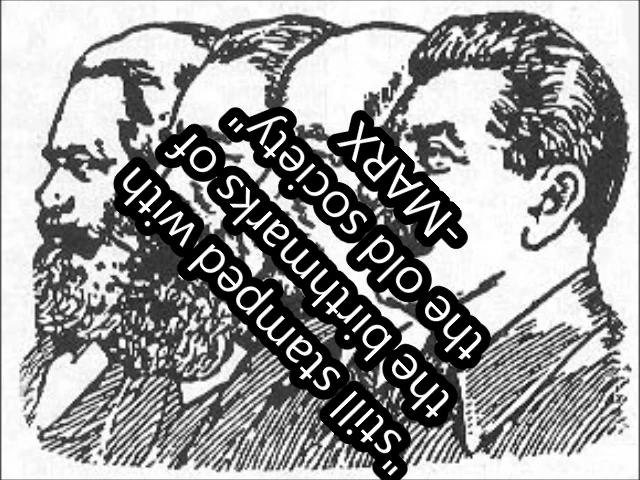 "still stamped with
the birthmarks of
the old society"
-MARX